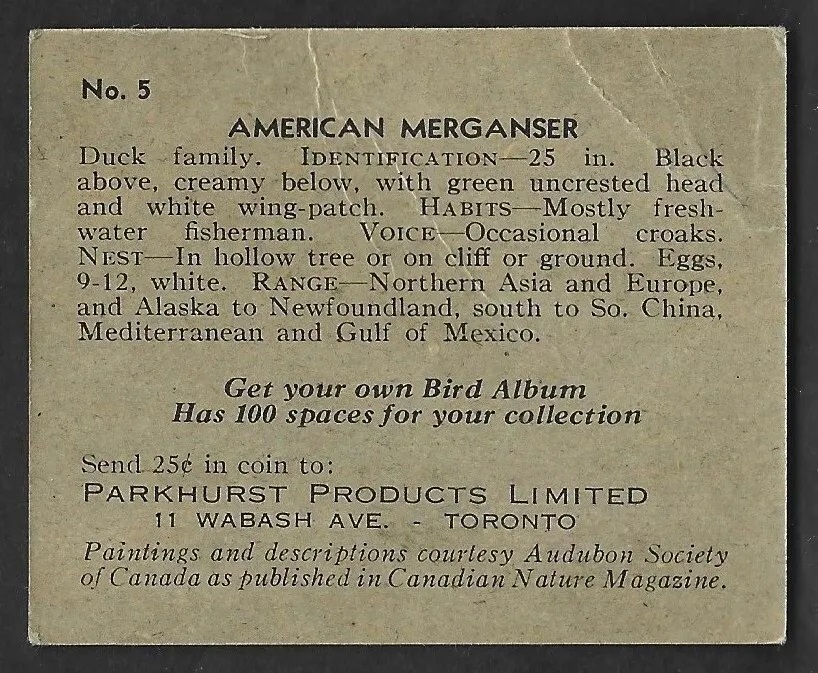 No. 5
AMERICAN MERGANSER
Duck family. IDENTIFICATION—25 in. Black
above, creamy below, with green uncrested head
and white wing-patch. HABITS—Mostly fresh-
water fisherman. VOICE—Occasional croaks.
NEST—In hollow tree or on cliff or ground. Eggs,
9-12, white. RANGE—Northern Asia and Europe,
and Alaska to Newfoundland, south to So. China,
Mediterranean and Gulf of Mexico.
Get your own Bird Album
Has 100 spaces for your collection
Send 25¢ in coin to:
PARKHURST PRODUCTS LIMITED
11 WABASH AVE. - TORONTO
Paintings and descriptions courtesy Audubon Society
of Canada as published in Canadian Nature Magazine.